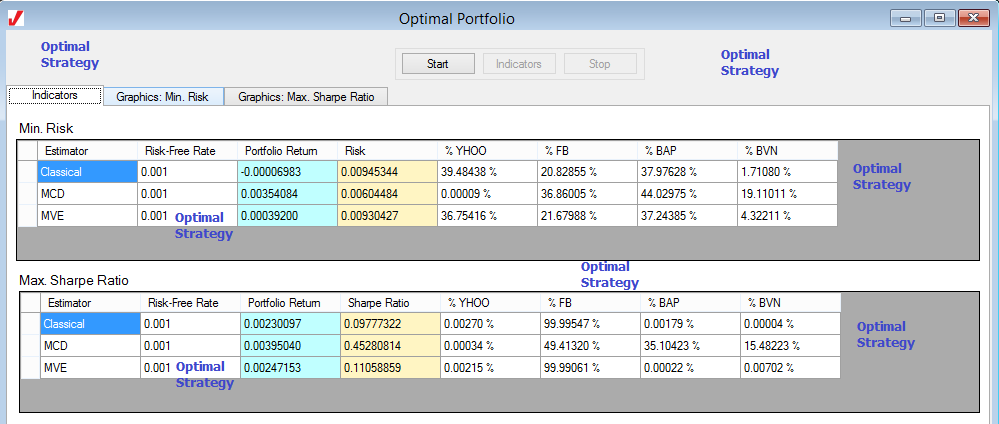 Optimal Portfolio
Optimal
Strategy
Start Indicators Stop
Optimal
Strategy
Indicators Graphics: Min. Risk Graphics: Max. Sharpe Ratio
Min. Risk
Estimator Risk-Free Rate Portfolio Return Risk % YHOO % FB % BAP % BVN
Classical 0.001 -0.00006983 0.00945344 39.48438 % 20.82855 % 37.97628 % 1.71080 %
MCD 0.001 0.00354084 0.00604484 0.00009 % 36.86005 % 44.02975 % 19.11011 %
MVE 0.001 0.00039200 0.00930427 36.75416 % 21.67988 % 37.24385 % 4.32211 %
Optimal
Strategy
Optimal
Strategy
Optimal
Strategy
Max. Sharpe Ratio
Estimator Risk-Free Rate Portfolio Return Sharpe Ratio % YHOO % FB % BAP % BVN
Classical 0.001 0.00230097 0.09777322 0.00270 % 99.99547 % 0.00179 % 0.00004 %
MCD 0.001 0.00395040 0.45280814 0.00034 % 49.41320 % 35.10423 % 15.48223 %
MVE 0.001 0.00247153 0.11058859 0.00215 % 99.99061 % 0.00022 % 0.00702 %
Optimal
Strategy
Optimal
Strategy